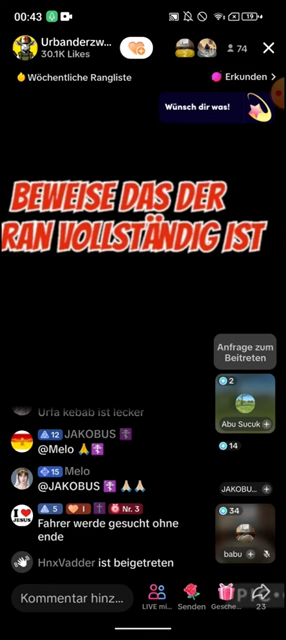 00:43
19
Urbanderzw...
30.1K Likes
74
Wöchentliche Rangliste
Erkunden >
Wünsch dir was!
BEWEISE DAS DER
RAN VOLLSTÄNDIG IST
Anfrage zum
Beitreten
2
Abu Sucuk +
14
JAKOBU... +
34
babu +
Urfa kebab ist lecker
12 JAKOBUS
@Melo
15 Melo
@JAKOBUS
I ❤ JESUS
5 I Nr. 3
Fahrer werde gesucht ohne
ende
HnxVadder ist beigetreten
Kommentar hinz...
LIVE mi...
Senden
Gesche...
23